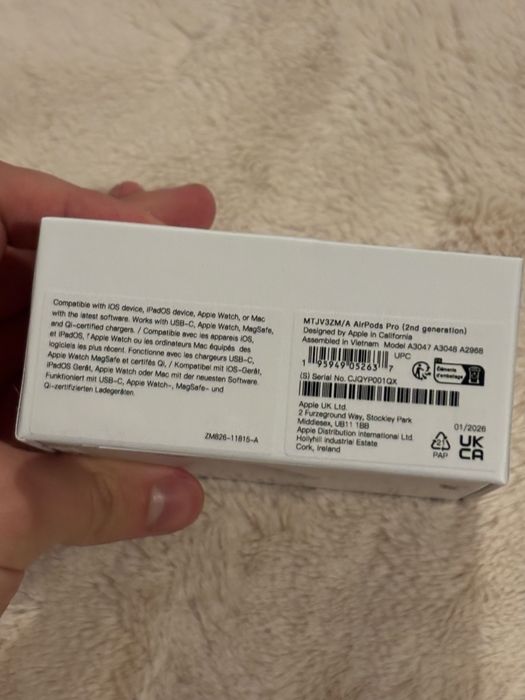 Compatible with iOS device, iPadOS device, Apple Watch, or Mac
with the latest software. Works with USB-C, Apple Watch, MagSafe,
and Qi-certified chargers. / Compatible avec les appareils iOS,
et iPadOS, l'Apple Watch ou les ordinateurs Mac équipés des
logiciels les plus récent. Fonctionne avec les chargeurs USB-C,
Apple Watch MagSafe et certifés Qi. / Kompatibel mit iOS-Gerät,
iPadOS Gerät, Apple Watch oder Mac mit der neuesten Software.
Funktioniert mit USB-C, Apple Watch-, MagSafe- und
Qi-zertifizierten Ladegeräten.
ZM826-11816-A
MTJV3ZM/A AirPods Pro (2nd generation)
Designed by Apple in California
Assembled in Vietnam Model A3047 A3048 A2968
UPC
1 95949 05263 7
Éléments
d'emballage
(S) Serial No. CJQYP001QX
Apple UK Ltd.
2 Furzeground Way, Stockley Park
Middlesex, UB11 1BB
Apple Distribution International Ltd.
Hollyhill Industrial Estate
Cork, Ireland
01/2026
PAP
UK
CA